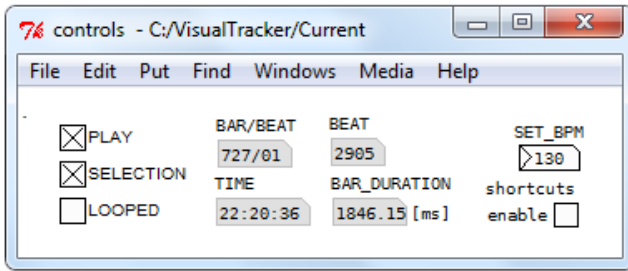 controls - C:/VisualTracker/Current
File Edit Put Find Windows Media Help
PLAY
SELECTION
LOOPED
BAR/BEAT
727/01
TIME
22:20:36
BEAT
2905
BAR_DURATION
1846.15 [ms]
SET_BPM
130
shortcuts
enable